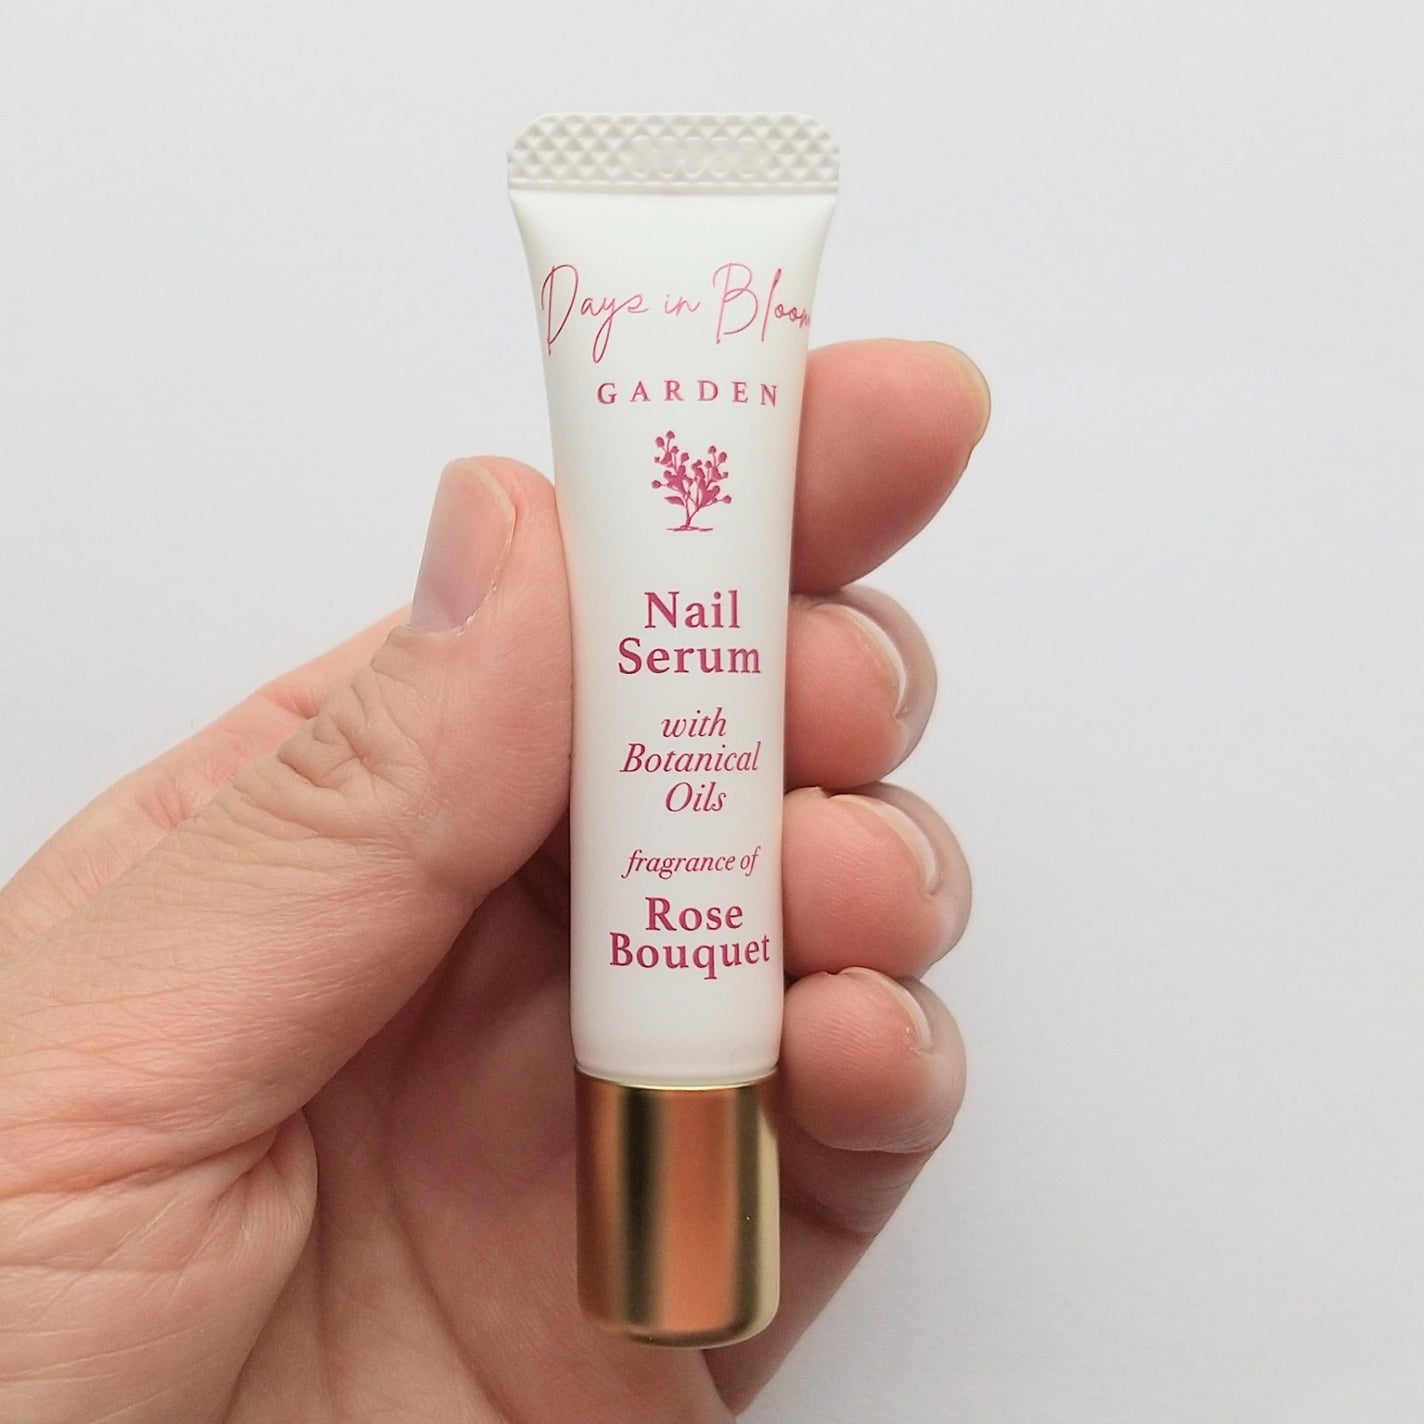 Days in Bloom
GARDEN
Nail
Serum
with
Botanical
Oils
fragrance of
Rose
Bouquet